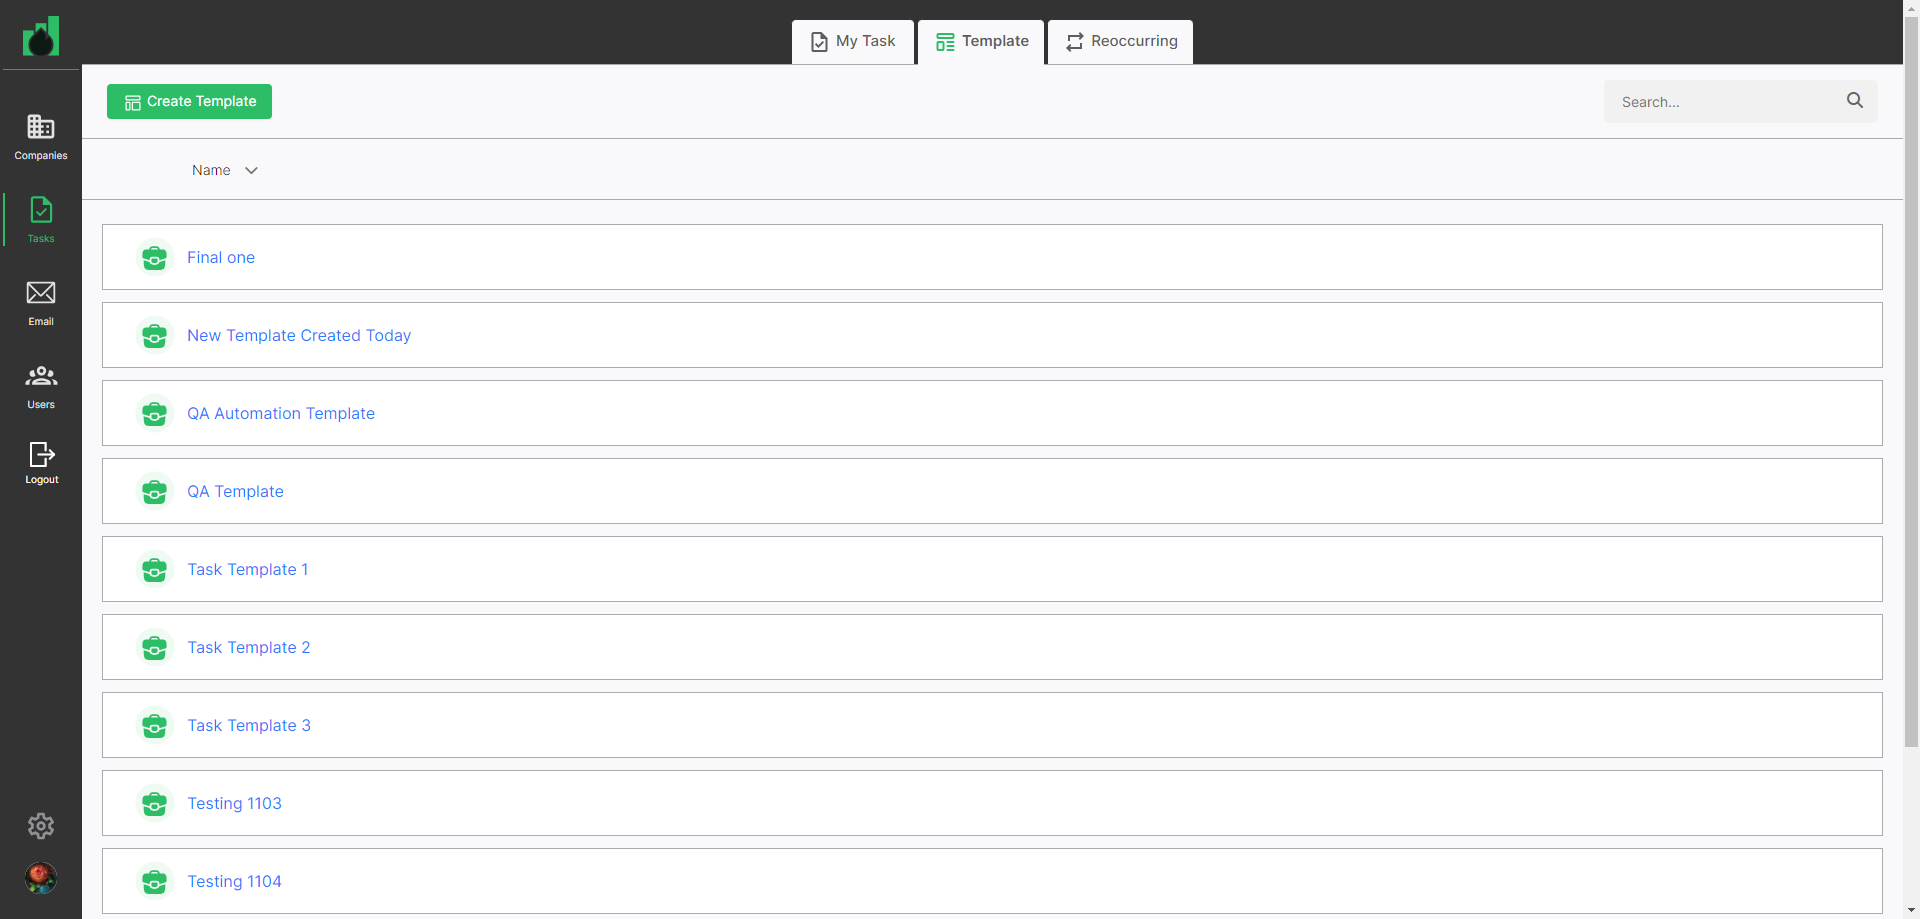 My Task
Template
Reoccurring
Create Template
Search...
Companies
Name
Tasks
Final one
Email
New Template Created Today
Users
QA Automation Template
Logout
QA Template
Task Template 1
Task Template 2
Task Template 3
Testing 1103
Testing 1104